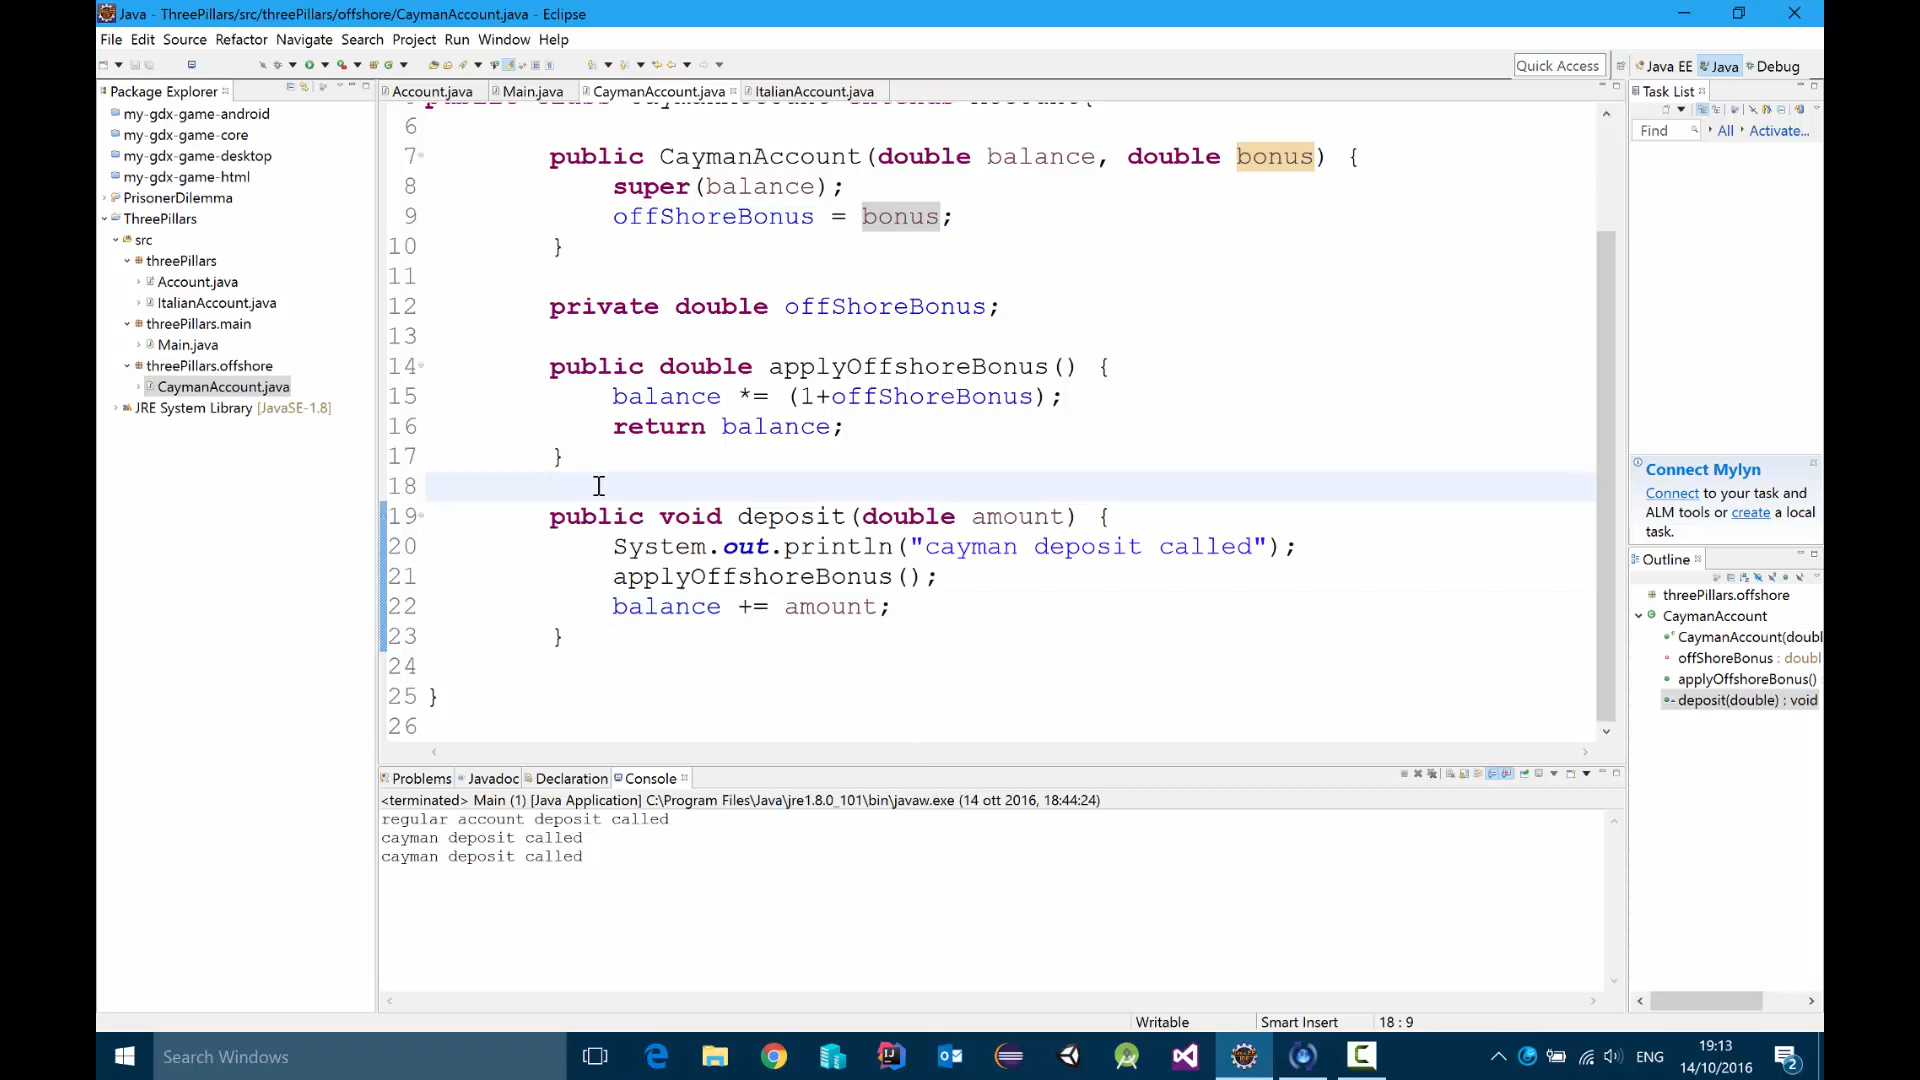 Java - ThreePillars/src/threePillars/offshore/CaymanAccount.java - Eclipse
File Edit Source Refactor Navigate Search Project Run Window Help
Quick Access
Java EE
Java
Debug
Package Explorer
my-gdx-game-android
my-gdx-game-core
my-gdx-game-desktop
my-gdx-game-html
PrisonerDilemma
ThreePillars
src
threePillars
Account.java
ItalianAccount.java
threePillars.main
Main.java
threePillars.offshore
CaymanAccount.java
JRE System Library [JavaSE-1.8]
Account.java
Main.java
CaymanAccount.java
ItalianAccount.java
public class CaymanAccount extends Account{
6
7 public CaymanAccount(double balance, double bonus) {
8 super(balance);
9 offShoreBonus = bonus;
10 }
11
12 private double offShoreBonus;
13
14 public double applyOffshoreBonus() {
15 balance *= (1+offShoreBonus);
16 return balance;
17 }
18
19 public void deposit(double amount) {
20 System.out.println("cayman deposit called");
21 applyOffshoreBonus();
22 balance += amount;
23 }
24
25 }
26
Problems
Javadoc
Declaration
Console
<terminated> Main (1) [Java Application] C:\Program Files\Java\jre1.8.0_101\bin\javaw.exe (14 ott 2016, 18:44:24)
regular account deposit called
cayman deposit called
cayman deposit called
Task List
Find
All
Activate...
Connect Mylyn
Connect to your task and
ALM tools or create a local
task.
Outline
threePillars.offshore
CaymanAccount
CaymanAccount(doubl
offShoreBonus : doubl
applyOffshoreBonus() :
deposit(double) : void
Writable
Smart Insert
18 : 9
Search Windows
ENG
19:13
14/10/2016
2